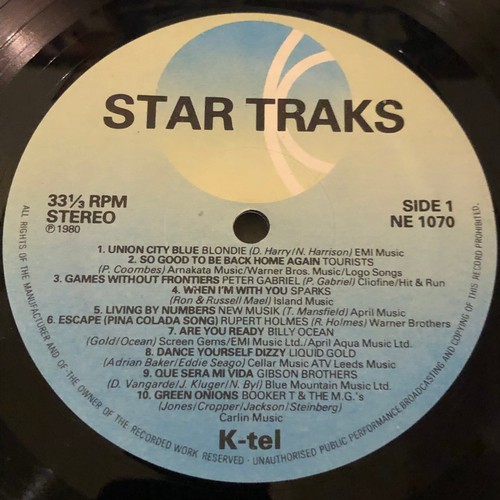 STAR TRAKS
33⅓ RPM
STEREO
℗ 1980
SIDE 1
NE 1070
1. UNION CITY BLUE BLONDIE (D. Harry/N. Harrison) EMI Music
2. SO GOOD TO BE BACK HOME AGAIN TOURISTS
(P. Coombes) Arnakata Music/Warner Bros. Music/Logo Songs
3. GAMES WITHOUT FRONTIERS PETER GABRIEL (P. Gabriel) Cliofine/Hit & Run
4. WHEN I'M WITH YOU SPARKS
(Ron & Russell Mael) Island Music
5. LIVING BY NUMBERS NEW MUSIK (T. Mansfield) April Music
6. ESCAPE (PINA COLADA SONG) RUPERT HOLMES (R. Holmes) Warner Brothers
7. ARE YOU READY BILLY OCEAN
(Gold/Ocean) Screen Gems/EMI Music Ltd./April Aqua Music Ltd.
8. DANCE YOURSELF DIZZY LIQUID GOLD
(Adrian Baker/Eddie Seago) Cellar Music ATV Leeds Music
9. QUE SERA MI VIDA GIBSON BROTHERS
(D. Vangarde/J. Kluger/N. Byl) Blue Mountain Music Ltd.
10. GREEN ONIONS BOOKER T & THE M.G.'s
(Jones/Cropper/Jackson/Steinberg)
Carlin Music
K-tel
ALL RIGHTS OF THE MANUFACTURER AND OF THE OWNER OF THE RECORDED WORK RESERVED · UNAUTHORISED PUBLIC PERFORMANCE BROADCASTING AND COPYING OF THIS RECORD PROHIBITED.